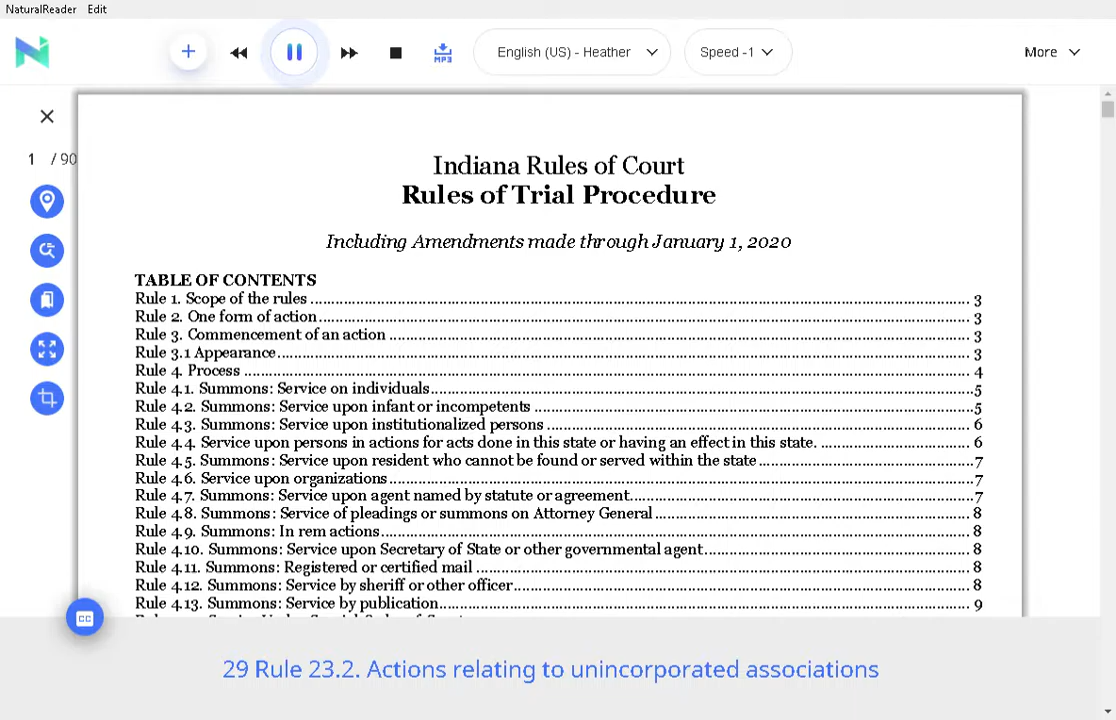 NaturalReader Edit
MP3 English (US) - Heather Speed -1 More
1 / 90
Indiana Rules of Court
Rules of Trial Procedure
Including Amendments made through January 1, 2020
TABLE OF CONTENTS
Rule 1. Scope of the rules ........................ 3
Rule 2. One form of action ........................ 3
Rule 3. Commencement of an action ........................ 3
Rule 3.1 Appearance ........................ 3
Rule 4. Process ........................ 4
Rule 4.1. Summons: Service on individuals ........................ 5
Rule 4.2. Summons: Service upon infant or incompetents ........................ 5
Rule 4.3. Summons: Service upon institutionalized persons ........................ 6
Rule 4.4. Service upon persons in actions for acts done in this state or having an effect in this state. ........................ 6
Rule 4.5. Summons: Service upon resident who cannot be found or served within the state ........................ 7
Rule 4.6. Service upon organizations ........................ 7
Rule 4.7. Summons: Service upon agent named by statute or agreement ........................ 7
Rule 4.8. Summons: Service of pleadings or summons on Attorney General ........................ 8
Rule 4.9. Summons: In rem actions ........................ 8
Rule 4.10. Summons: Service upon Secretary of State or other governmental agent ........................ 8
Rule 4.11. Summons: Registered or certified mail ........................ 8
Rule 4.12. Summons: Service by sheriff or other officer ........................ 8
Rule 4.13. Summons: Service by publication ........................ 9
CC
29 Rule 23.2. Actions relating to unincorporated associations